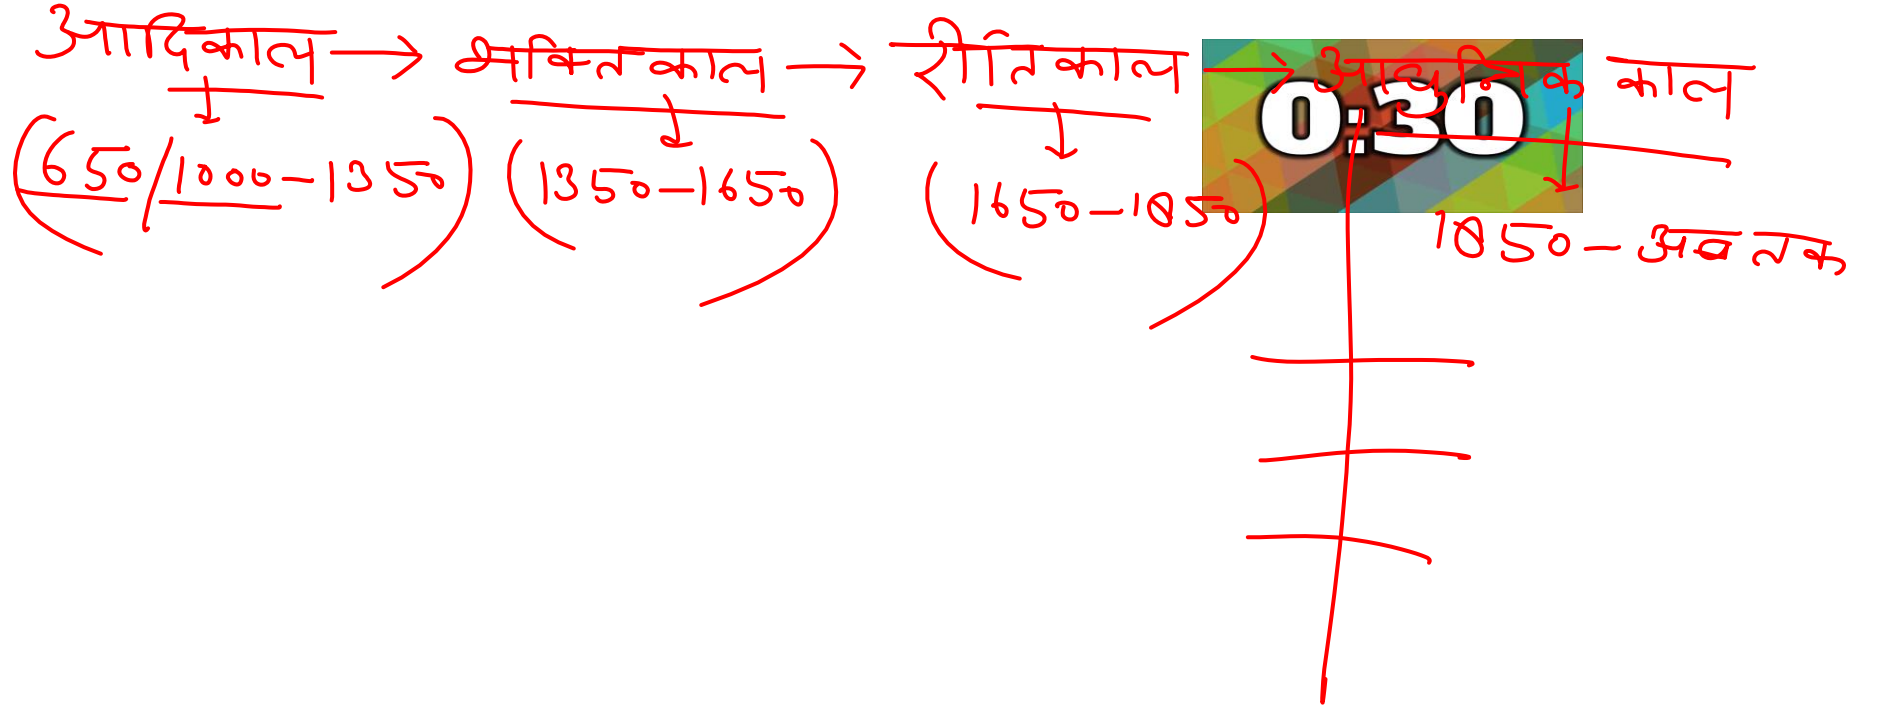 आदिकाल → भक्तिकाल → रीतिकाल → आधुनिक काल
0:30
(650/1000-1350) (1350-1650) (1650-1850) 1850-अब तक